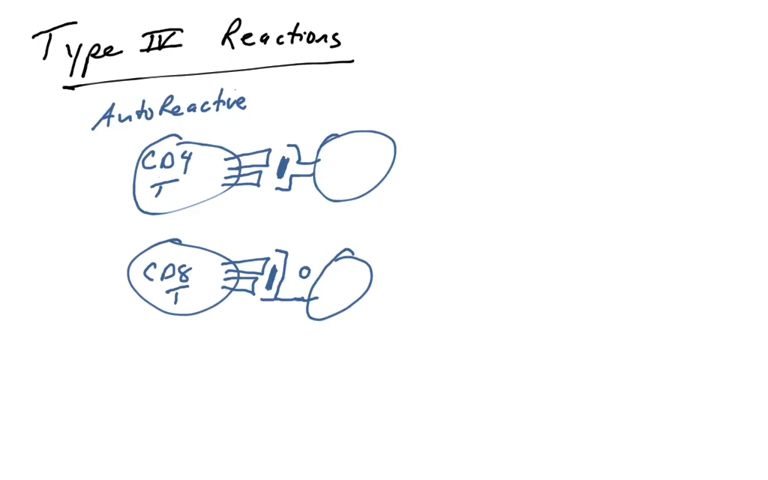 Type IV Reactions
AutoReactive
CD4
T
CD8
T